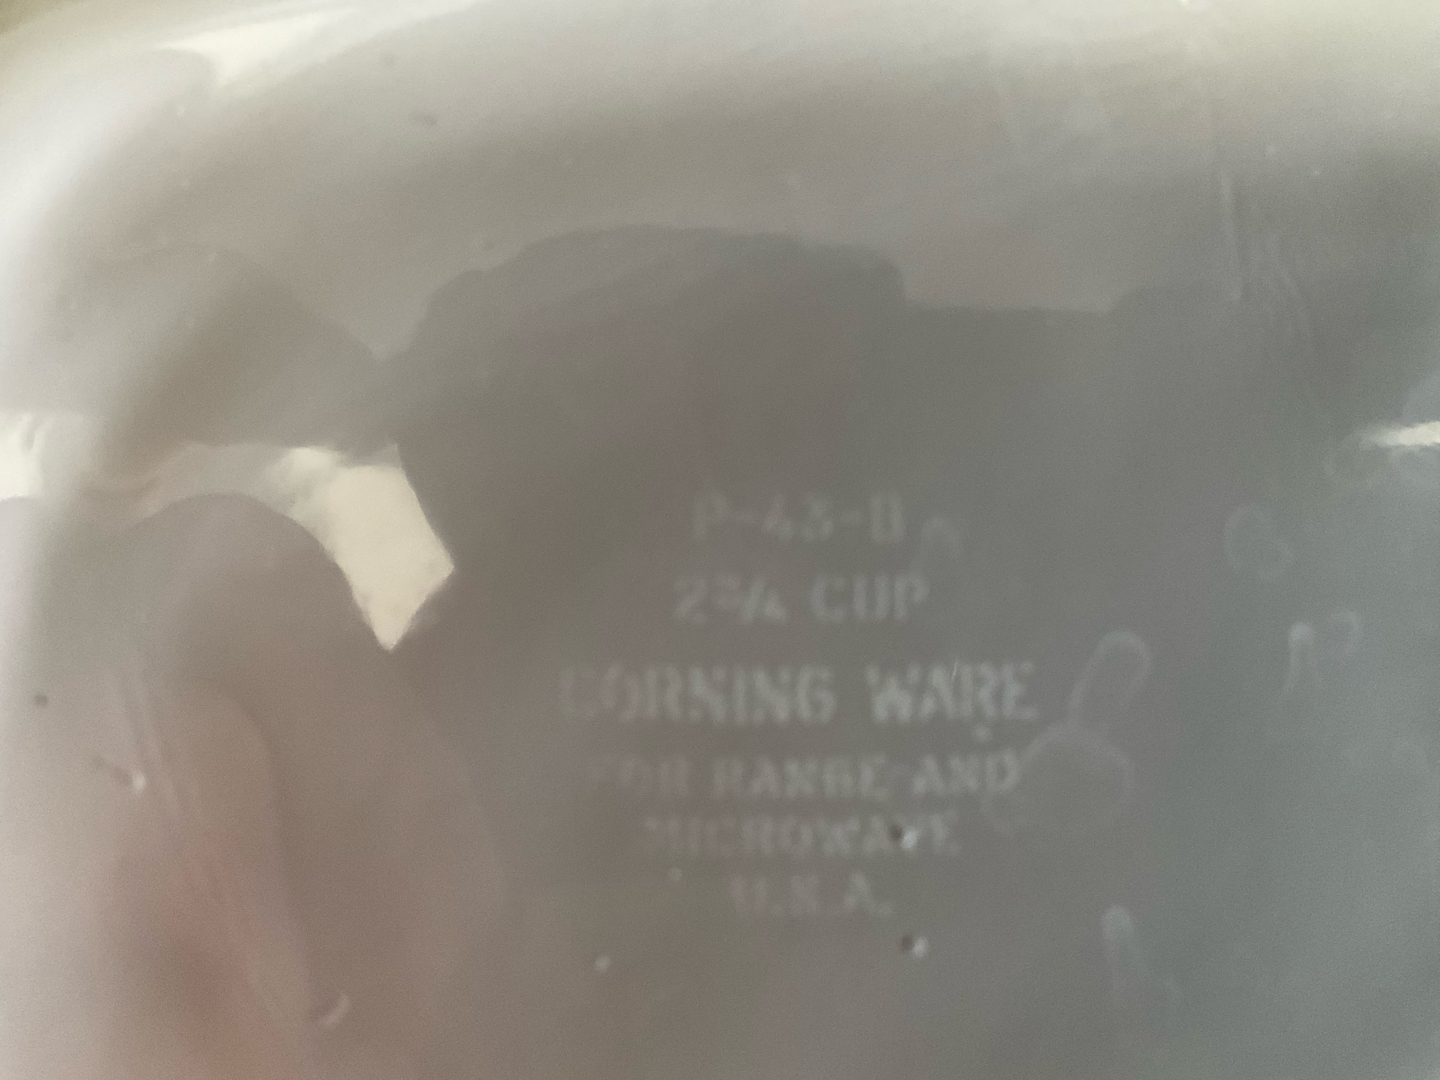 P-43-B
2¾ CUP
CORNING WARE
FOR RANGE AND
MICROWAVE
U.S.A.